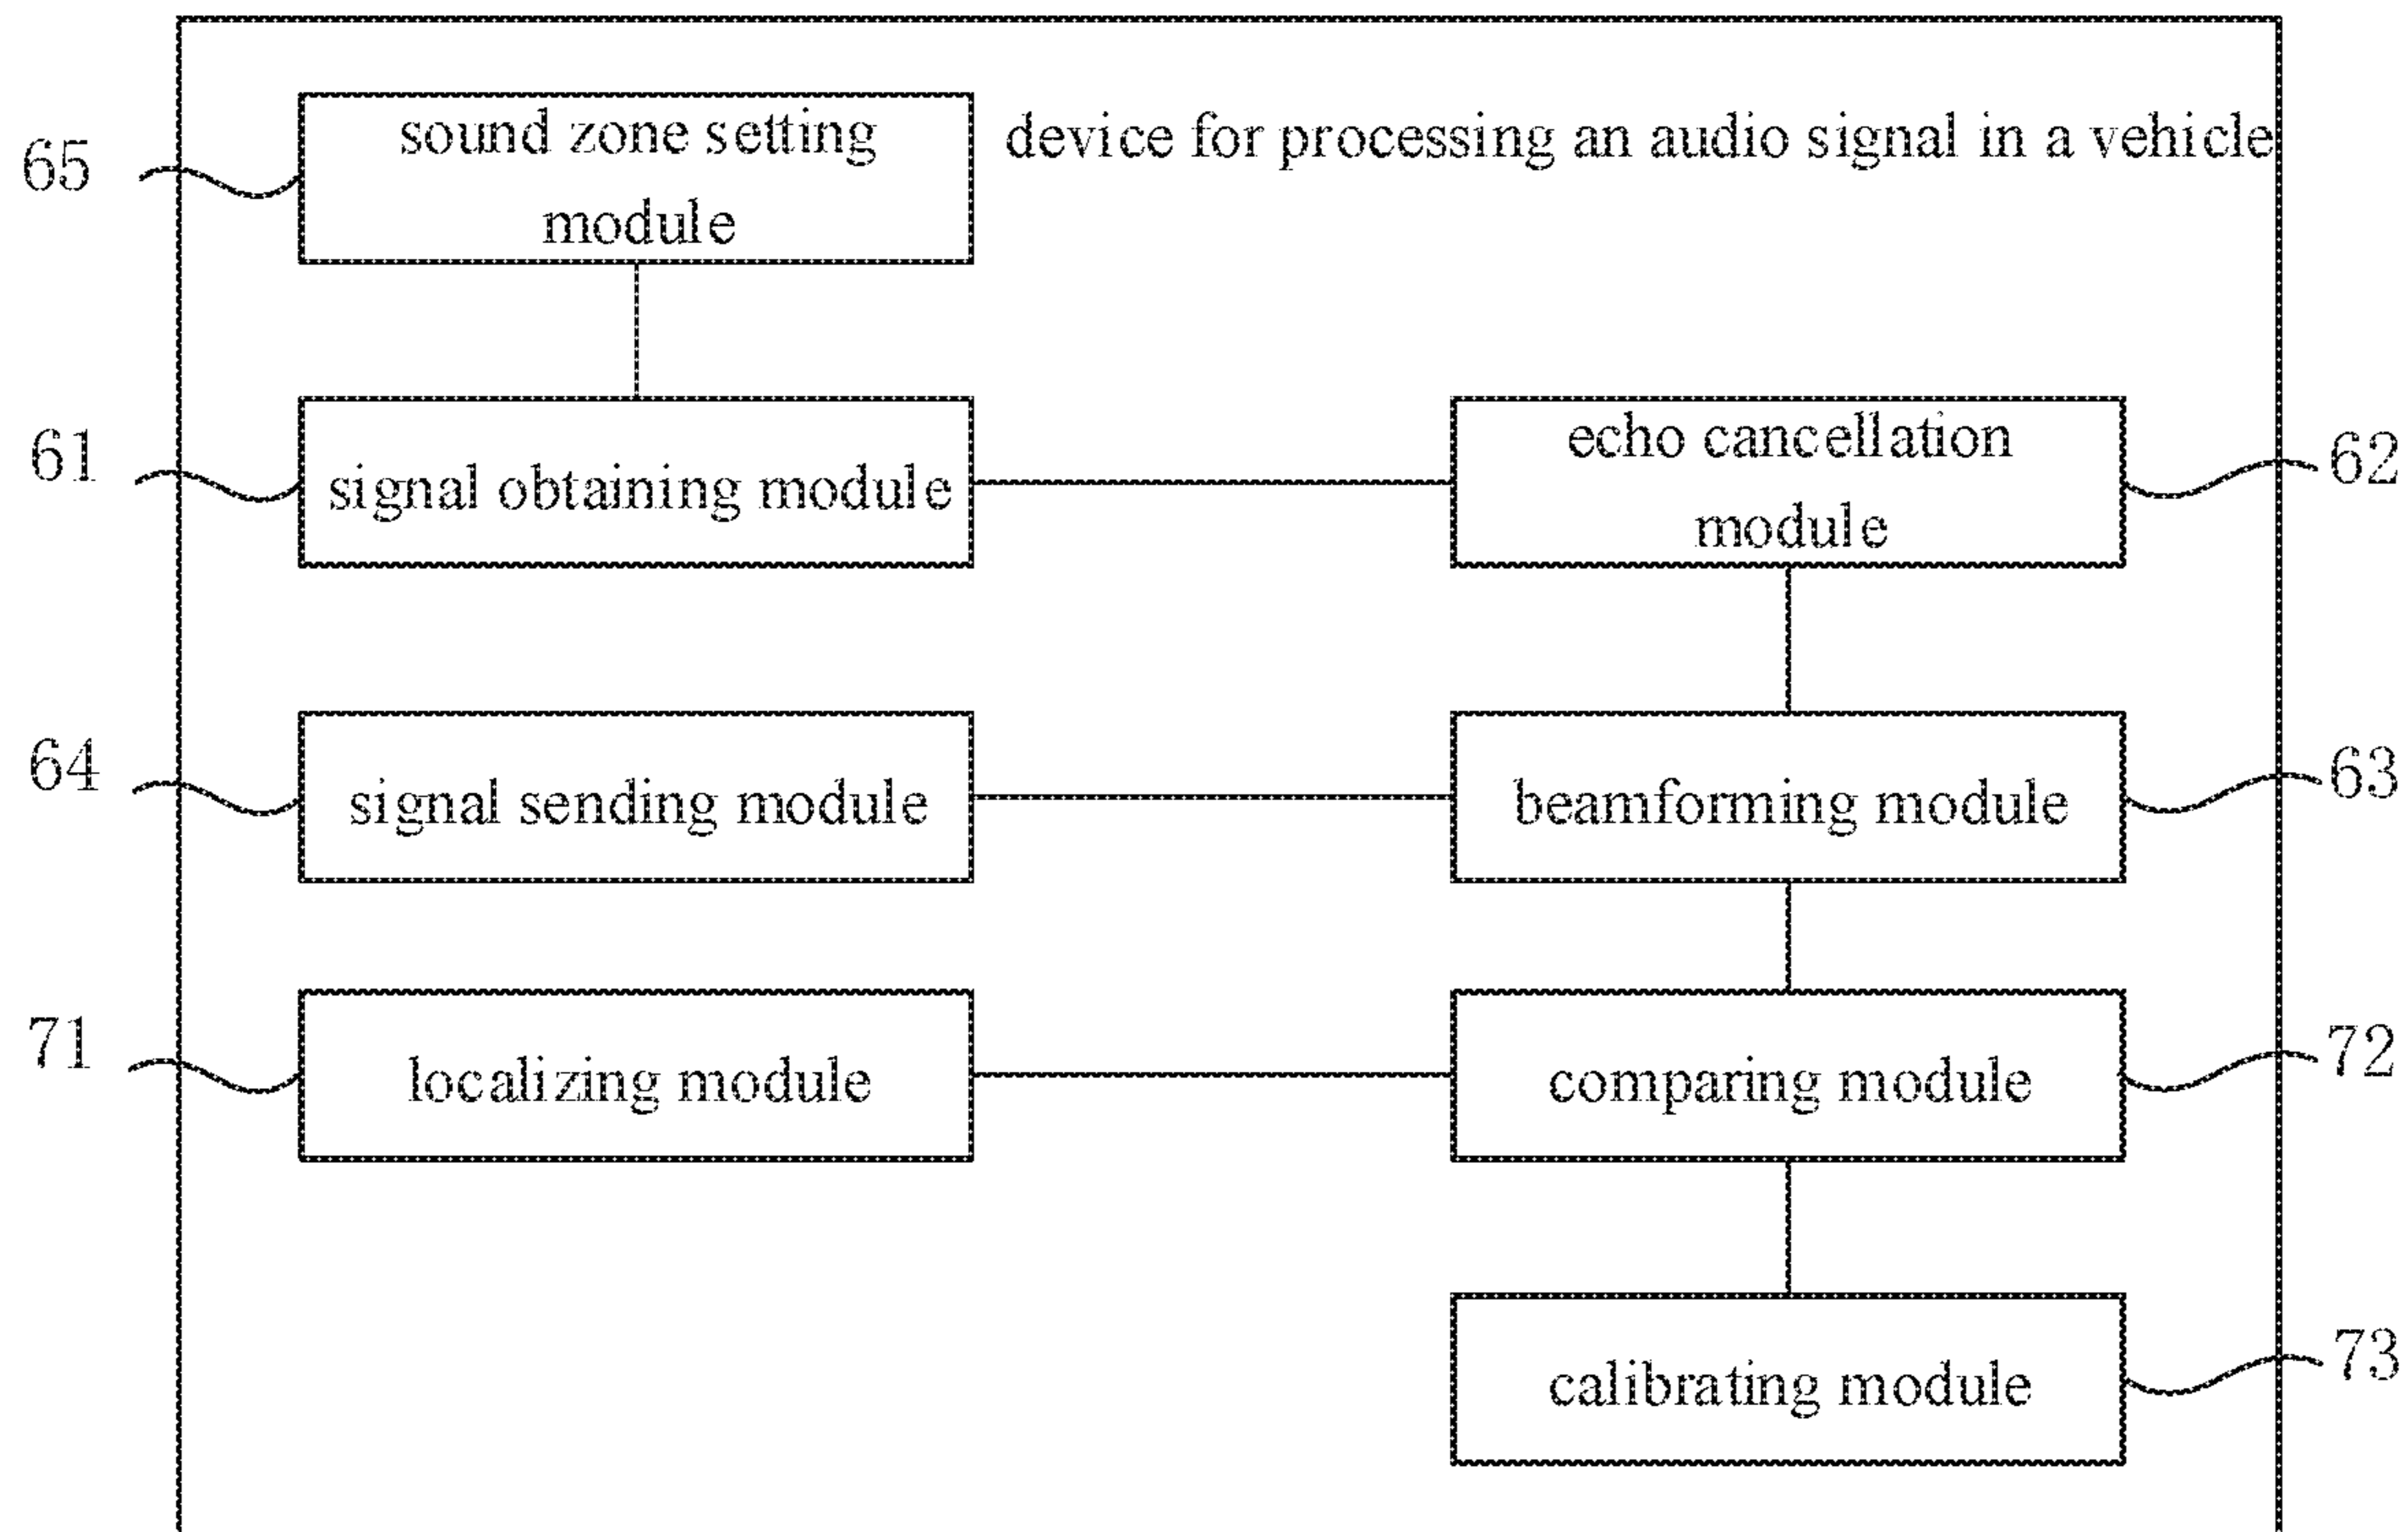 65
sound zone setting
module
device for processing an audio signal in a vehicle
61
signal obtaining module
echo cancellation
module
62
64
signal sending module
beamforming module
63
71
localizing module
comparing module
72
calibrating module
73